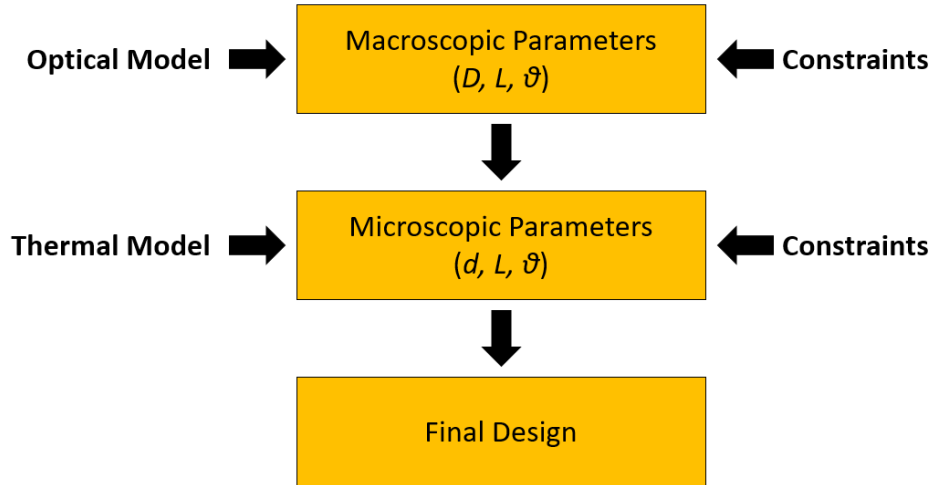 Optical Model
Macroscopic Parameters
(D, L, ϑ)
Constraints
Thermal Model
Microscopic Parameters
(d, L, ϑ)
Constraints
Final Design